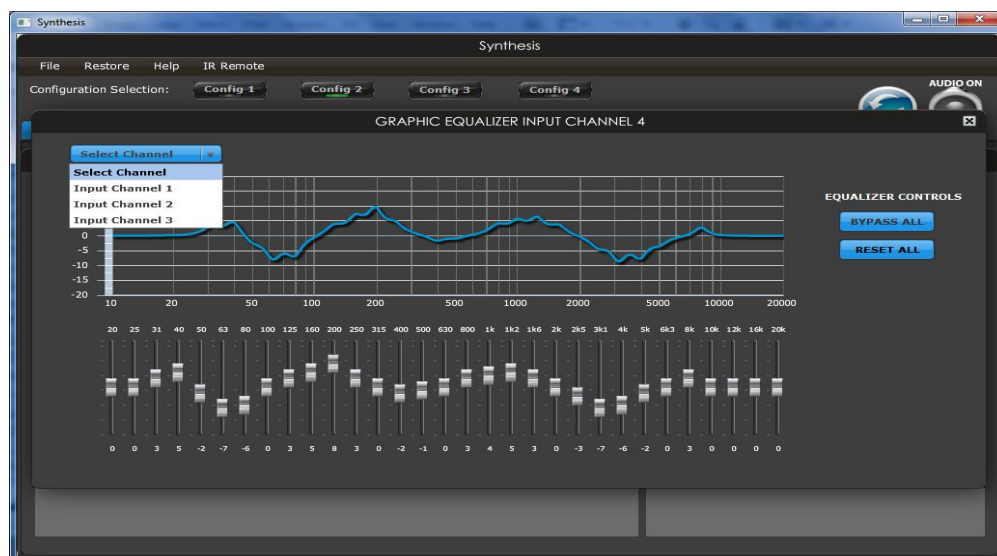 Synthesis
Synthesis
File Restore Help IR Remote
Configuration Selection: Config 1 Config 2 Config 3 Config 4
AUDIO ON
GRAPHIC EQUALIZER INPUT CHANNEL 4
Select Channel
Select Channel
Input Channel 1
Input Channel 2
Input Channel 3
EQUALIZER CONTROLS
BYPASS ALL
RESET ALL
0
-5
-10
-15
-20
10 20 50 100 200 500 1000 2000 5000 10000 20000
20 25 31 40 50 63 80 100 125 160 200 250 315 400 500 630 800 1k 1k2 1k6 2k 2k5 3k1 4k 5k 6k3 8k 10k 12k 16k 20k
0 0 3 5 -2 -7 -6 0 3 5 8 3 0 -2 -1 0 3 4 5 3 0 -3 -7 -6 -2 0 3 0 0 0 0